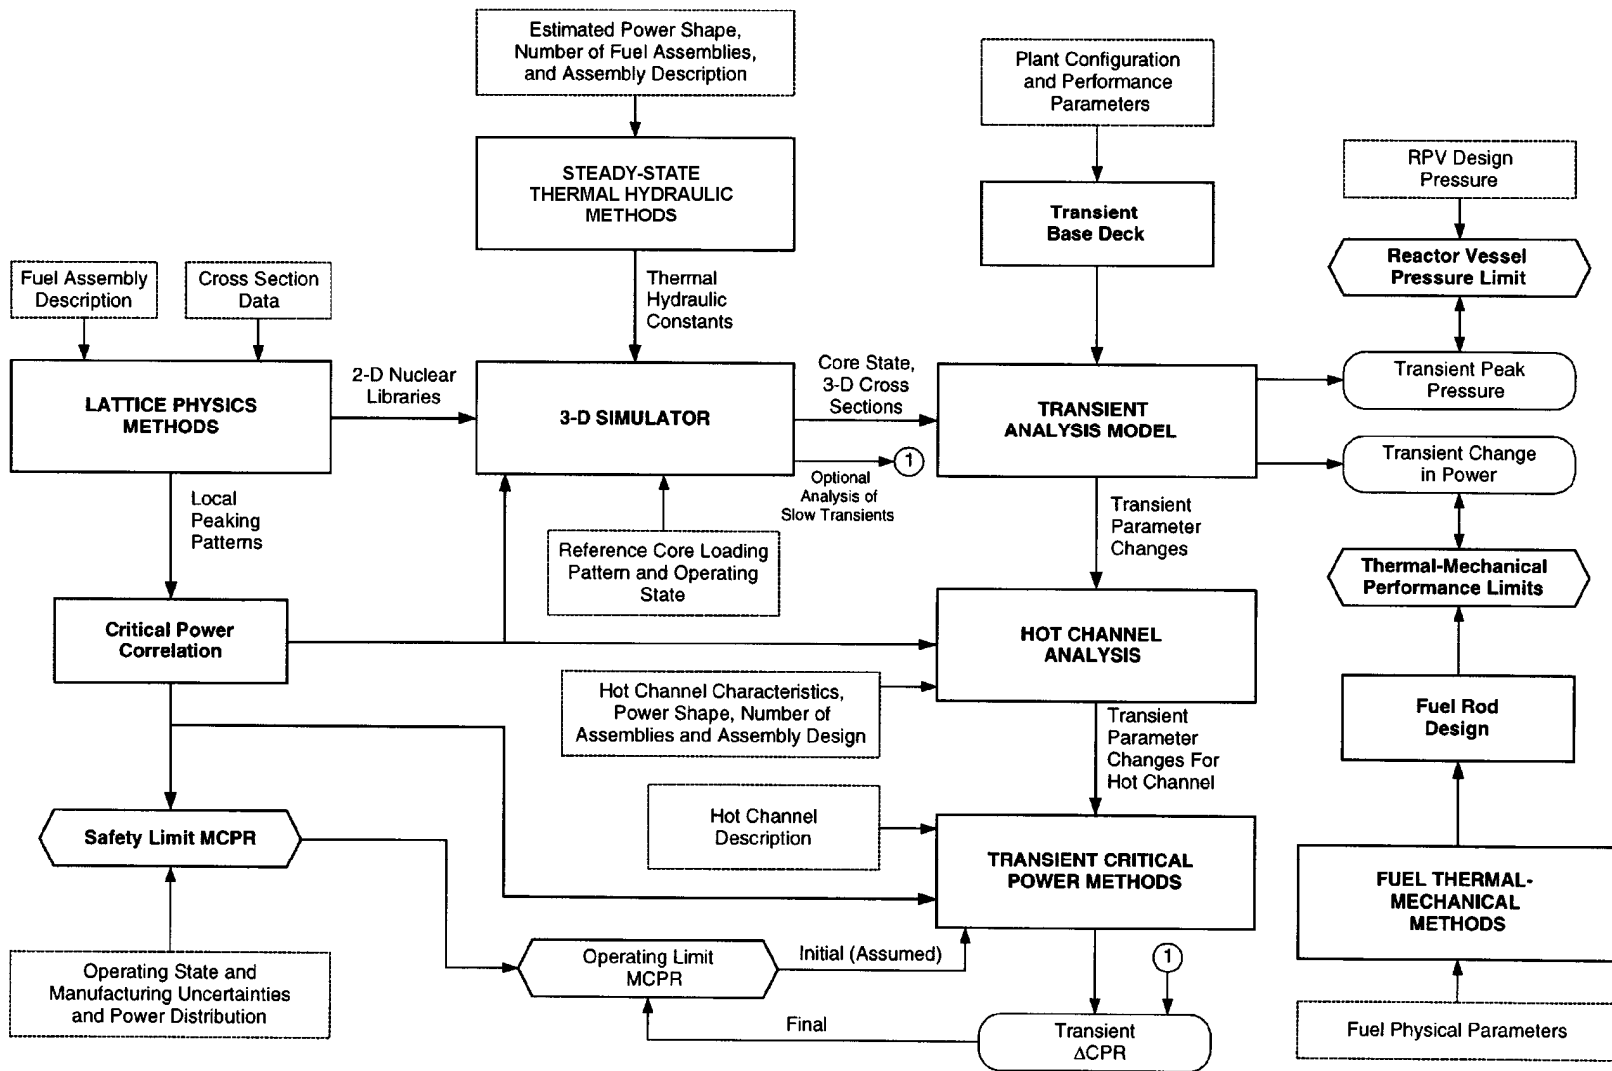 Estimated Power Shape,
Number of Fuel Assemblies,
and Assembly Description
Plant Configuration
and Performance
Parameters
RPV Design
Pressure
STEADY-STATE
THERMAL HYDRAULIC
METHODS
Transient
Base Deck
Reactor Vessel
Pressure Limit
Fuel Assembly
Description
Cross Section
Data
Thermal
Hydraulic
Constants
LATTICE PHYSICS
METHODS
2-D Nuclear
Libraries
3-D SIMULATOR
Core State,
3-D Cross
Sections
TRANSIENT
ANALYSIS MODEL
Transient Peak
Pressure
1
Optional
Analysis of
Slow Transients
Transient Change
in Power
Local
Peaking
Patterns
Reference Core Loading
Pattern and Operating
State
Transient
Parameter
Changes
Thermal-Mechanical
Performance Limits
Critical Power
Correlation
HOT CHANNEL
ANALYSIS
Hot Channel Characteristics,
Power Shape, Number of
Assemblies and Assembly Design
Transient
Parameter
Changes For
Hot Channel
Fuel Rod
Design
Safety Limit MCPR
Hot Channel
Description
TRANSIENT CRITICAL
POWER METHODS
FUEL THERMAL-
MECHANICAL
METHODS
Operating State and
Manufacturing Uncertainties
and Power Distribution
Operating Limit
MCPR
Initial (Assumed)
1
Final
Transient
ΔCPR
Fuel Physical Parameters